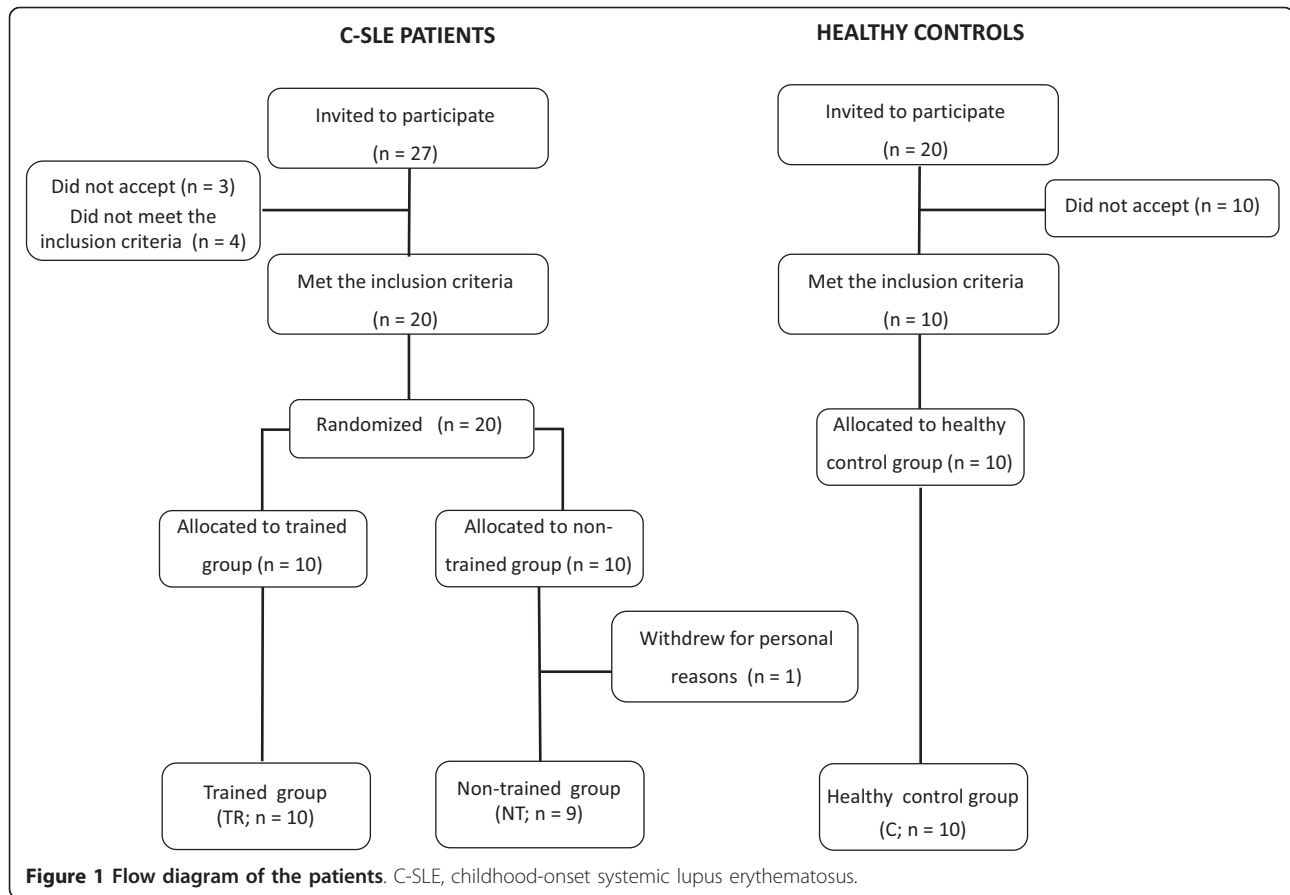 C-SLE PATIENTS
HEALTHY CONTROLS
Invited to participate
(n = 27)
Invited to participate
(n = 20)
Did not accept (n = 3)
Did not meet the
inclusion criteria (n = 4)
Did not accept (n = 10)
Met the inclusion criteria
(n = 20)
Met the inclusion criteria
(n = 10)
Randomized (n = 20)
Allocated to healthy
control group (n = 10)
Allocated to trained
group (n = 10)
Allocated to non-
trained group (n = 10)
Withdrew for personal
reasons (n = 1)
Trained group
(TR; n = 10)
Non-trained group
(NT; n = 9)
Healthy control group
(C; n = 10)
Figure 1 Flow diagram of the patients. C-SLE, childhood-onset systemic lupus erythematosus.